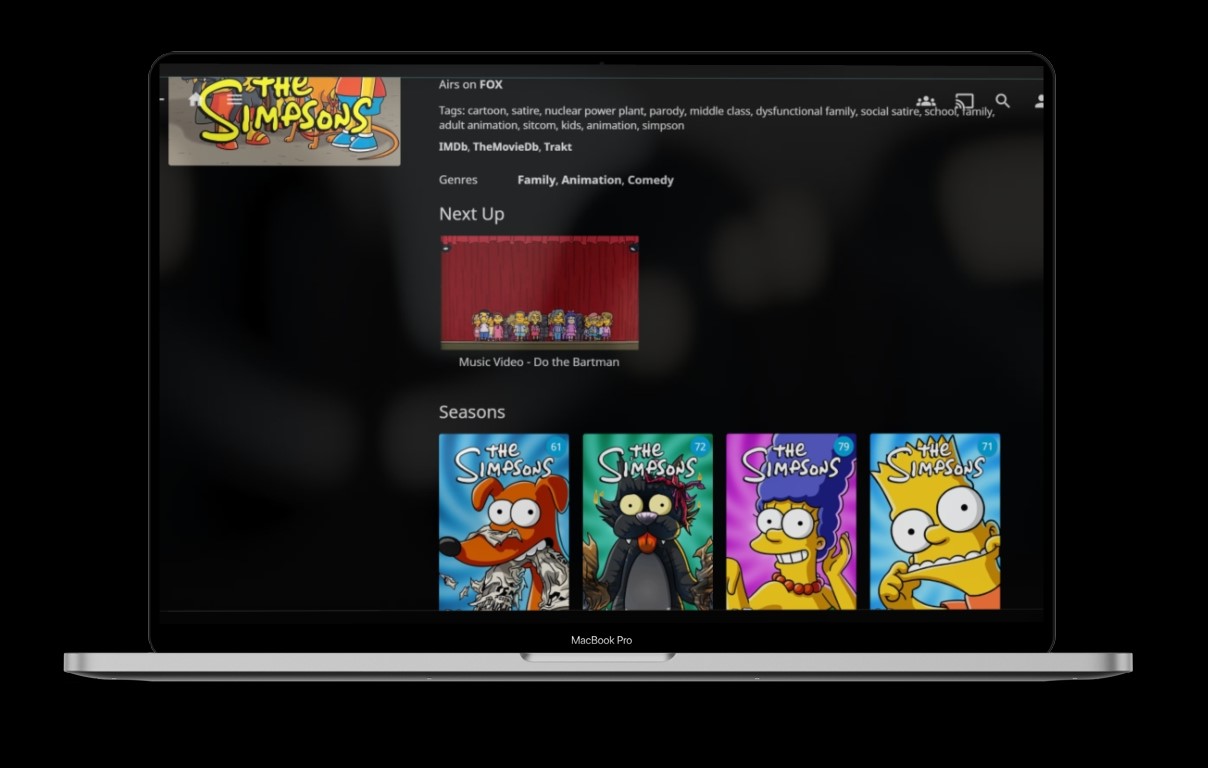 THE
SIMPSONS
Airs on FOX
Tags: cartoon, satire, nuclear power plant, parody, middle class, dysfunctional family, social satire, school, family,
adult animation, sitcom, kids, animation, simpson
IMDb, TheMovieDb, Trakt
Genres Family, Animation, Comedy
Next Up
Music Video - Do the Bartman
Seasons
61
THE
SIMPSONS
72
THE
SIMPSONS
79
THE
SIMPSONS
71
THE
SIMPSONS
MacBook Pro